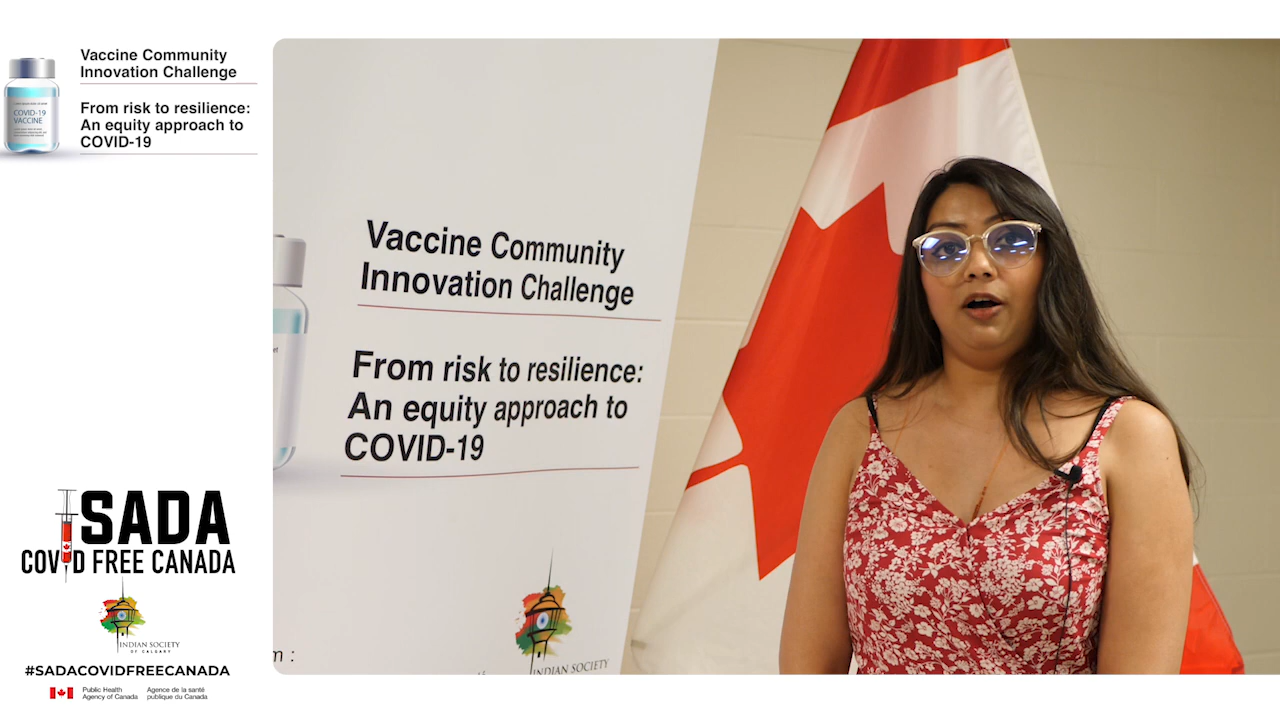 Vaccine Community
Innovation Challenge
From risk to resilience:
An equity approach to
COVID-19
COVID-19
VACCINE
SADA
COVID FREE CANADA
INDIAN SOCIETY
OF CALGARY
#SADACOVIDFREECANADA
Public Health
Agency of Canada
Agence de la santé
publique du Canada
Vaccine Community
Innovation Challenge
From risk to resilience:
An equity approach to
COVID-19
INDIAN SOCIETY